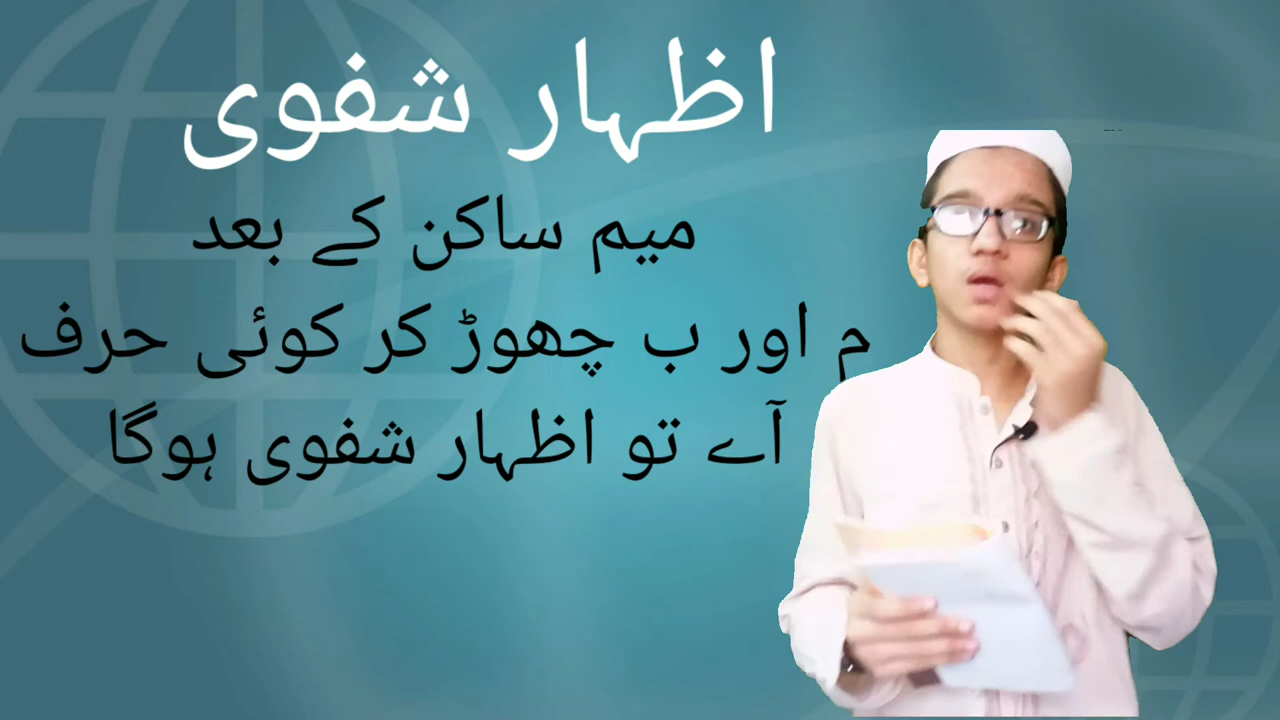 اظہار شفوی
میم ساکن کے بعد
م اور ب چھوڑ کر کوئی حرف
آے تو اظہار شفوی ہوگا